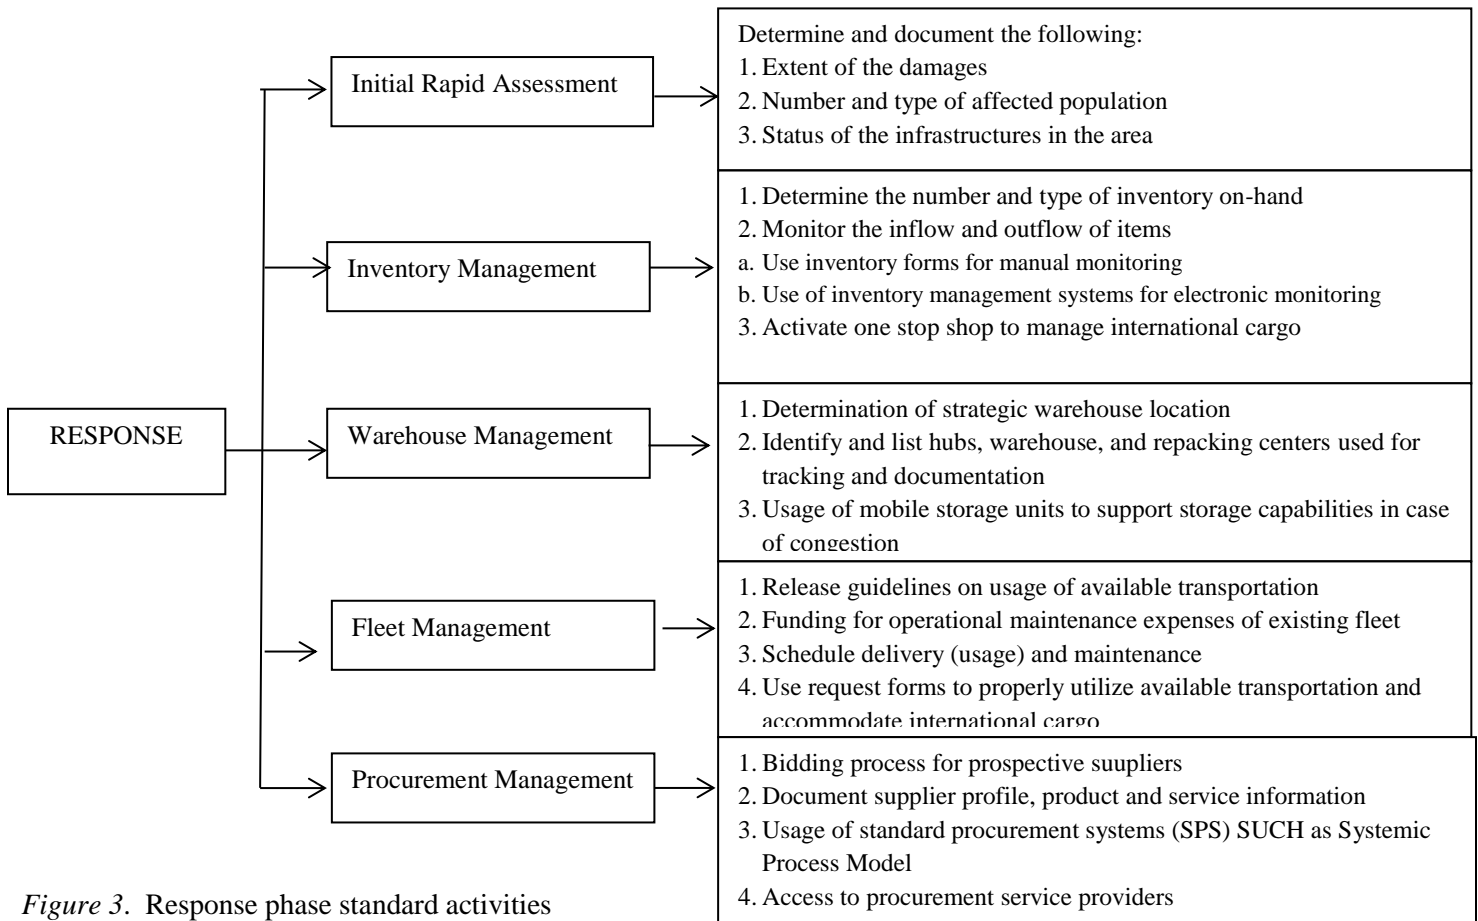 Initial Rapid Assessment
Determine and document the following:
1. Extent of the damages
2. Number and type of affected population
3. Status of the infrastructures in the area
Inventory Management
1. Determine the number and type of inventory on-hand
2. Monitor the inflow and outflow of items
a. Use inventory forms for manual monitoring
b. Use of inventory management systems for electronic monitoring
3. Activate one stop shop to manage international cargo
RESPONSE
Warehouse Management
1. Determination of strategic warehouse location
2. Identify and list hubs, warehouse, and repacking centers used for
tracking and documentation
3. Usage of mobile storage units to support storage capabilities in case
of congestion
Fleet Management
1. Release guidelines on usage of available transportation
2. Funding for operational maintenance expenses of existing fleet
3. Schedule delivery (usage) and maintenance
4. Use request forms to properly utilize available transportation and
accommodate international cargo
Procurement Management
1. Bidding process for prospective suupliers
2. Document supplier profile, product and service information
3. Usage of standard procurement systems (SPS) SUCH as Systemic
Process Model
4. Access to procurement service providers
Figure 3. Response phase standard activities